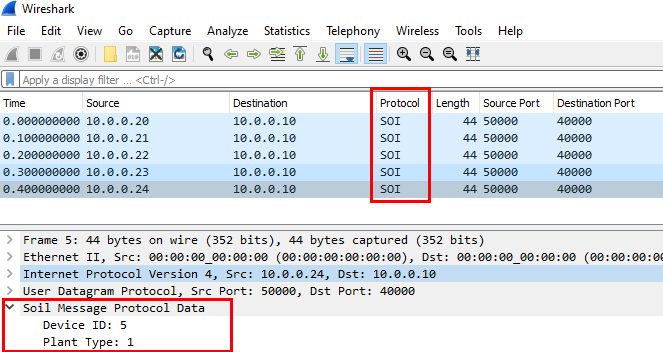 Wireshark
File Edit View Go Capture Analyze Statistics Telephony Wireless Tools Help
Apply a display filter ... <Ctrl-/>
Time Source Destination Protocol Length Source Port Destination Port
0.000000000 10.0.0.20 10.0.0.10 SOI 44 50000 40000
0.100000000 10.0.0.21 10.0.0.10 SOI 44 50000 40000
0.200000000 10.0.0.22 10.0.0.10 SOI 44 50000 40000
0.300000000 10.0.0.23 10.0.0.10 SOI 44 50000 40000
0.400000000 10.0.0.24 10.0.0.10 SOI 44 50000 40000
Frame 5: 44 bytes on wire (352 bits), 44 bytes captured (352 bits)
Ethernet II, Src: 00:00:00_00:00:00 (00:00:00:00:00:00), Dst: 00:00:00_00:00:00 (00:00:00:00
Internet Protocol Version 4, Src: 10.0.0.24, Dst: 10.0.0.10
User Datagram Protocol, Src Port: 50000, Dst Port: 40000
Soil Message Protocol Data
Device ID: 5
Plant Type: 1